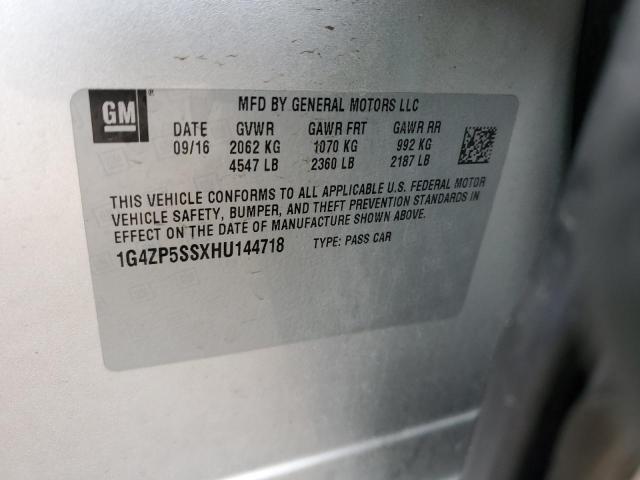 GM
MFD BY GENERAL MOTORS LLC
DATE GVWR GAWR FRT GAWR RR
09/16 2062 KG 1070 KG 992 KG
4547 LB 2360 LB 2187 LB
THIS VEHICLE CONFORMS TO ALL APPLICABLE U.S. FEDERAL MOTOR
VEHICLE SAFETY, BUMPER, AND THEFT PREVENTION STANDARDS IN
EFFECT ON THE DATE OF MANUFACTURE SHOWN ABOVE.
1G4ZP5SSXHU144718 TYPE: PASS CAR